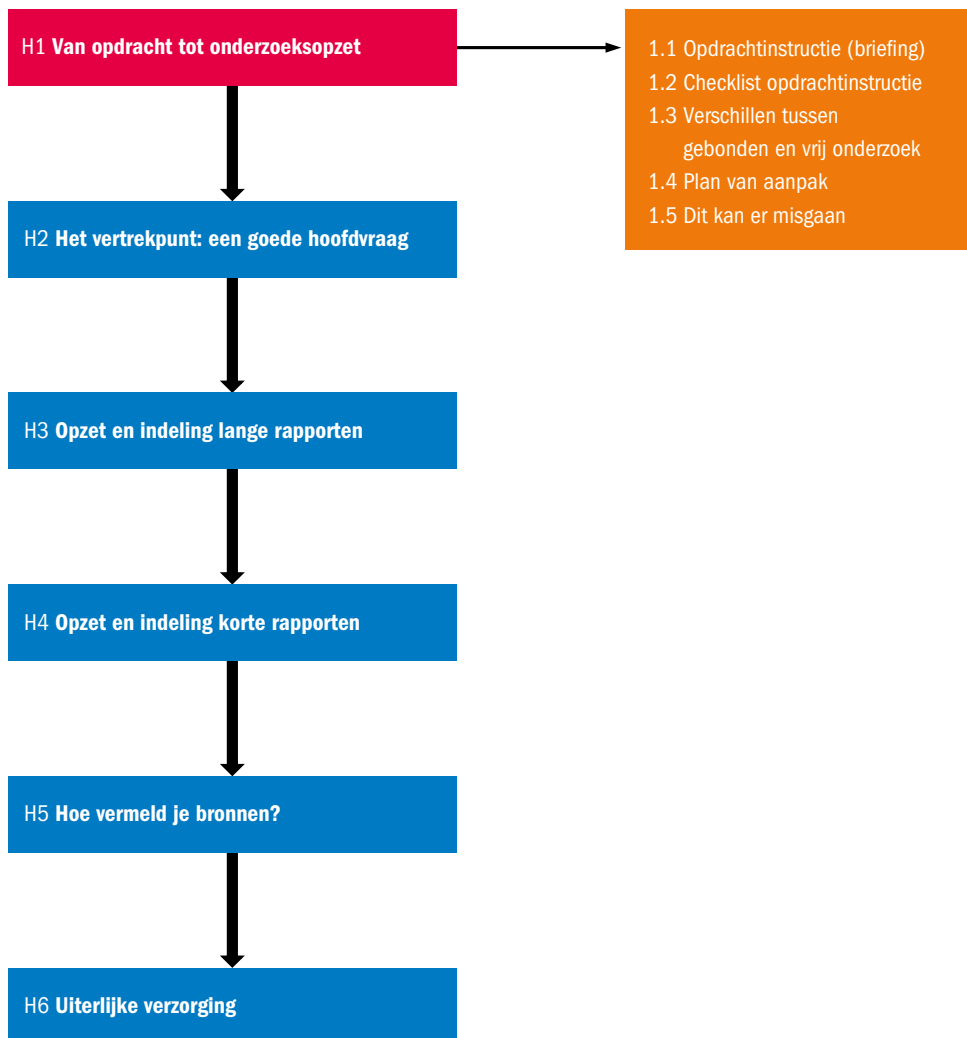 H1 Van opdracht tot onderzoeksopzet
1.1 Opdrachtinstructie (briefing)
1.2 Checklist opdrachtinstructie
1.3 Verschillen tussen
gebonden en vrij onderzoek
1.4 Plan van aanpak
1.5 Dit kan er misgaan
H2 Het vertrekpunt: een goede hoofdvraag
H3 Opzet en indeling lange rapporten
H4 Opzet en indeling korte rapporten
H5 Hoe vermeld je bronnen?
H6 Uiterlijke verzorging